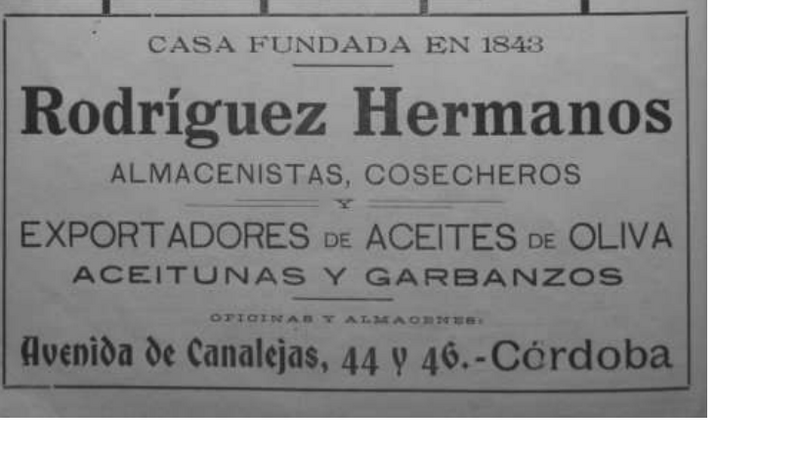 CASA FUNDADA EN 1843
Rodríguez Hermanos
ALMACENISTAS, COSECHEROS
Y
EXPORTADORES DE ACEITES DE OLIVA
ACEITUNAS Y GARBANZOS
OFICINAS Y ALMACENES:
Avenida de Canalejas, 44 y 46.-Córdoba